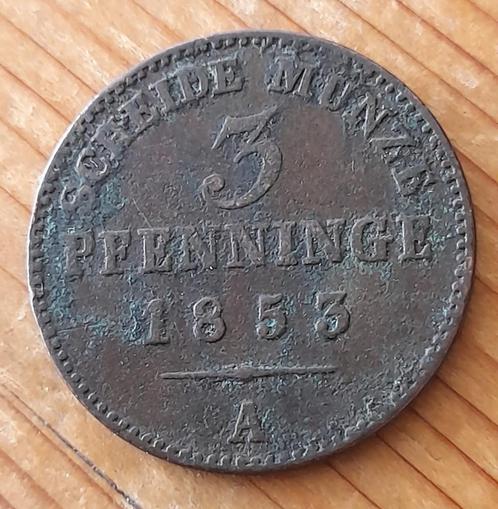 SCHEIDE MÜNZE
3
PFENNINGE
1853
A